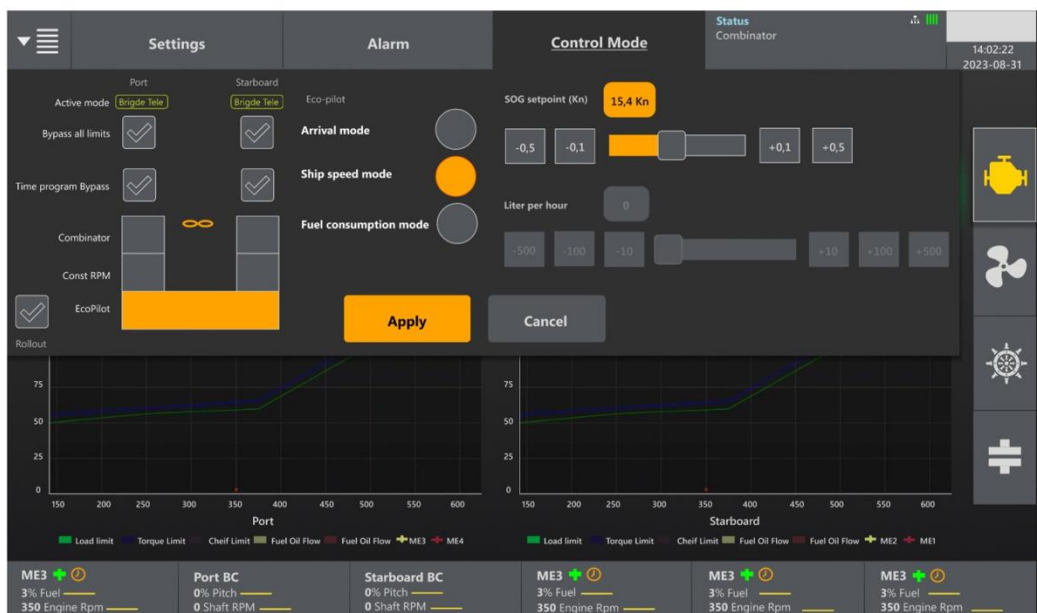 Settings
Alarm
Control Mode
Status
Combinator
14:02:22
2023-08-31
Port
Starboard
Active mode
Brigde Tele
Brigde Tele
Bypass all limits
Time program Bypass
Combinator
Const RPM
EcoPilot
Rollout
Eco-pilot
Arrival mode
Ship speed mode
Fuel consumption mode
SOG setpoint (Kn)
15,4 Kn
-0,5
-0,1
+0,1
+0,5
Liter per hour
0
-500
-100
-10
+10
+100
+500
Apply
Cancel
75
50
25
0
150 200 250 300 350 400 450 500 550 600
Port
Load limit Torque Limit Cheif Limit Fuel Oil Flow Fuel Oil Flow ME3 ME4
75
50
25
0
150 200 250 300 350 400 450 500 550 600
Starboard
Load limit Torque Limit Cheif Limit Fuel Oil Flow Fuel Oil Flow ME2 ME1
ME3
3% Fuel
350 Engine Rpm
Port BC
0% Pitch
0 Shaft RPM
Starboard BC
0% Pitch
0 Shaft RPM
ME3
3% Fuel
350 Engine Rpm
ME3
3% Fuel
350 Engine Rpm
ME3
3% Fuel
350 Engine Rpm